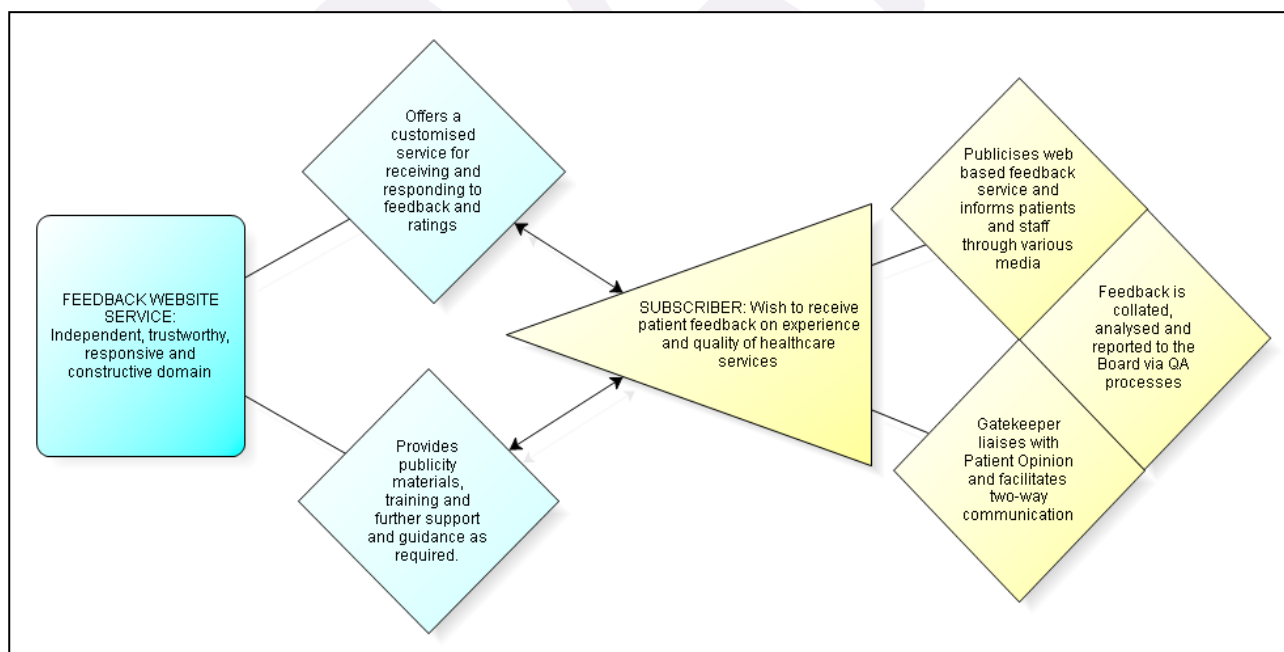 FEEDBACK WEBSITE
SERVICE:
Independent, trustworthy,
responsive and
constructive domain
Offers a
customised
service for
receiving and
responding to
feedback and
ratings
Provides
publicity
materials,
training and
further support
and guidance as
required.
SUBSCRIBER: Wish to receive
patient feedback on experience
and quality of healthcare
services
Publicises web
based feedback
service and
informs patients
and staff
through various
media
Feedback is
collated,
analysed and
reported to the
Board via QA
processes
Gatekeeper
liaises with
Patient Opinion
and facilitates
two-way
communication